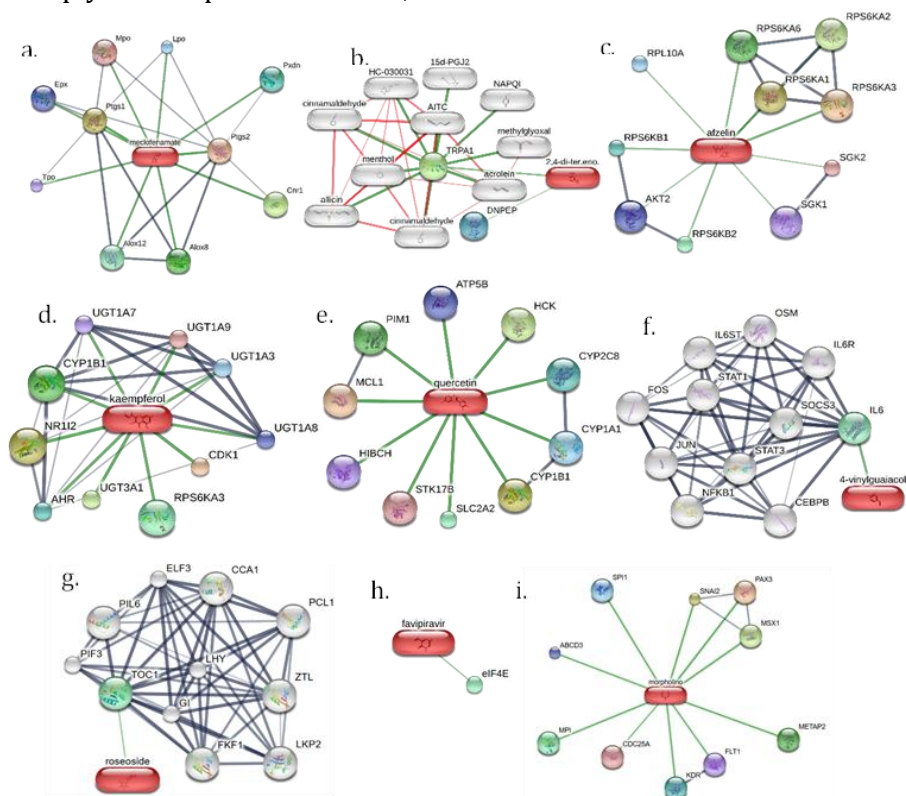 a.
Mpo
Lpo
Pxdn
Epx
Ptgs1
Ptgs2
meclofenamate
Tpo
Cnr1
Alox12
Alox8
b.
15d-PGJ2
HC-030031
NAPQI
cinnamaldehyde
AITC
methylglyoxal
TRPA1
menthol
2,4-di-ter.eno.
acrolein
allicin
DNPEP
cinnamaldehyde
c.
RPS6KA6
RPS6KA2
RPL10A
RPS6KA1
RPS6KA3
RPS6KB1
afzelin
SGK2
AKT2
SGK1
RPS6KB2
d.
UGT1A7
UGT1A9
CYP1B1
UGT1A3
kaempferol
NR1I2
UGT1A8
CDK1
AHR
UGT3A1
RPS6KA3
e.
ATP5B
PIM1
HCK
CYP2C8
MCL1
quercetin
CYP1A1
HIBCH
CYP1B1
STK17B
SLC2A2
f.
OSM
IL6ST
IL6R
STAT1
FOS
SOCS3
IL6
JUN
STAT3
4-vinylguaiacol
NFKB1
CEBPB
g.
ELF3
CCA1
PIL6
PCL1
PIF3
LHY
TOC1
ZTL
GI
FKF1
LKP2
roseoside
h.
favipiravir
eIF4E
i.
SPI1
SNAI2
PAX3
MSX1
ABCD3
morpholino
MPI
METAP2
CDC25A
FLT1
KDR